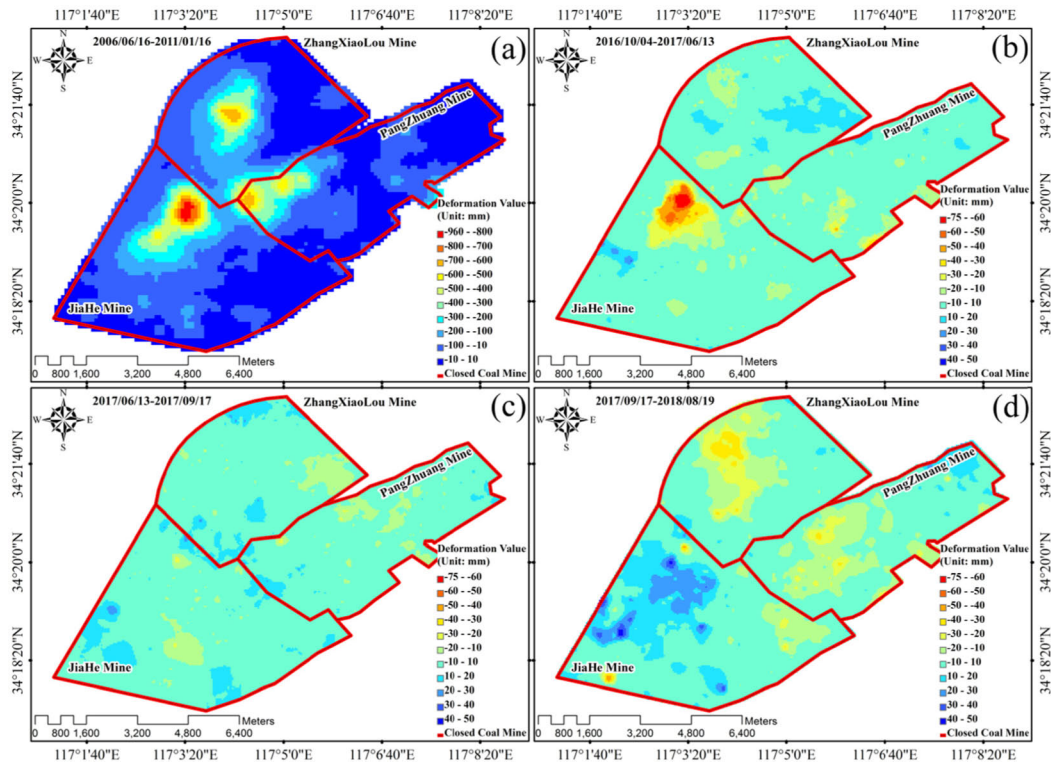 117°1'40"E 117°3'20"E 117°5'0"E 117°6'40"E 117°8'20"E 117°1'40"E 117°3'20"E 117°5'0"E 117°6'40"E 117°8'20"E
2006/06/16-2011/01/16
ZhangXiaoLou Mine
(a)
N
W E
S
PangZhuang Mine
JiaHe Mine
34°21'40"N
34°20'0"N
34°18'20"N
Deformation Value
(Unit: mm)
-960 --800
-800 --700
-700 --600
-600 --500
-500 --400
-400 --300
-300 --200
-200 --100
-100 --10
-10 - 10
Closed Coal Mine
Meters
0 800 1,600 3,200 4,800 6,400
2016/10/04-2017/06/13
ZhangXiaoLou Mine
(b)
N
W E
S
PangZhuang Mine
JiaHe Mine
34°21'40"N
34°20'0"N
34°18'20"N
Deformation Value
(Unit: mm)
-75 - -60
-60 - -50
-50 - -40
-40 - -30
-30 - -20
-20 - -10
-10 - 10
10 - 20
20 - 30
30 - 40
40 - 50
Closed Coal Mine
Meters
0 800 1,600 3,200 4,800 6,400
2017/06/13-2017/09/17
ZhangXiaoLou Mine
(c)
N
W E
S
PangZhuang Mine
JiaHe Mine
34°21'40"N
34°20'0"N
34°18'20"N
Deformation Value
(Unit: mm)
-75 - -60
-60 - -50
-50 - -40
-40 - -30
-30 - -20
-20 - -10
-10 - 10
10 - 20
20 - 30
30 - 40
40 - 50
Closed Coal Mine
Meters
0 800 1,600 3,200 4,800 6,400
2017/09/17-2018/08/19
ZhangXiaoLou Mine
(d)
N
W E
S
PangZhuang Mine
JiaHe Mine
34°21'40"N
34°20'0"N
34°18'20"N
Deformation Value
(Unit: mm)
-75 - -60
-60 - -50
-50 - -40
-40 - -30
-30 - -20
-20 - -10
-10 - 10
10 - 20
20 - 30
30 - 40
40 - 50
Closed Coal Mine
Meters
0 800 1,600 3,200 4,800 6,400
117°1'40"E 117°3'20"E 117°5'0"E 117°6'40"E 117°8'20"E 117°1'40"E 117°3'20"E 117°5'0"E 117°6'40"E 117°8'20"E